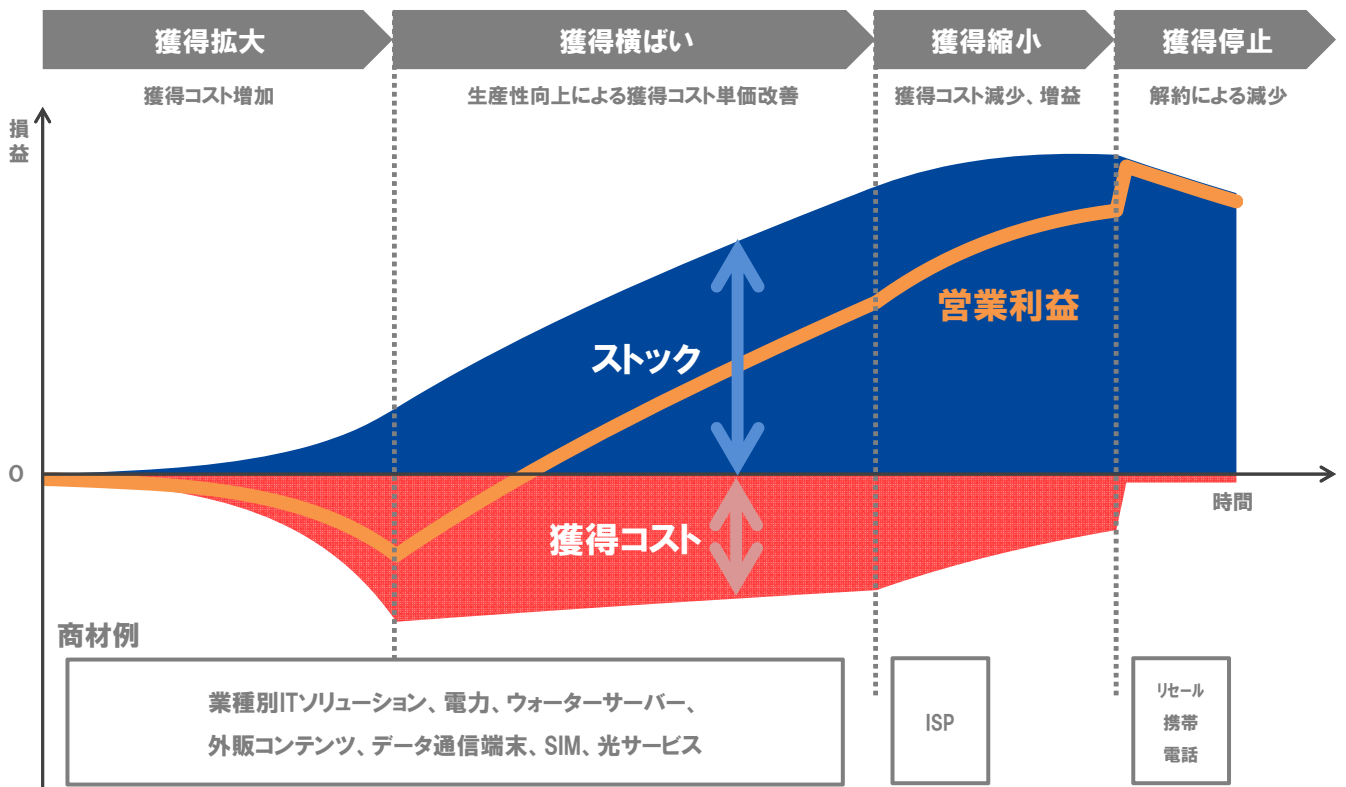 獲得拡大
獲得横ばい
獲得縮小
獲得停止
獲得コスト増加
生産性向上による獲得コスト単価改善
獲得コスト減少、増益
解約による減少
損
益
営業利益
ストック
0
時間
獲得コスト
商材例
業種別ITソリューション、電力、ウォーターサーバー、
外販コンテンツ、データ通信端末、SIM、光サービス
ISP
リセール
携帯
電話